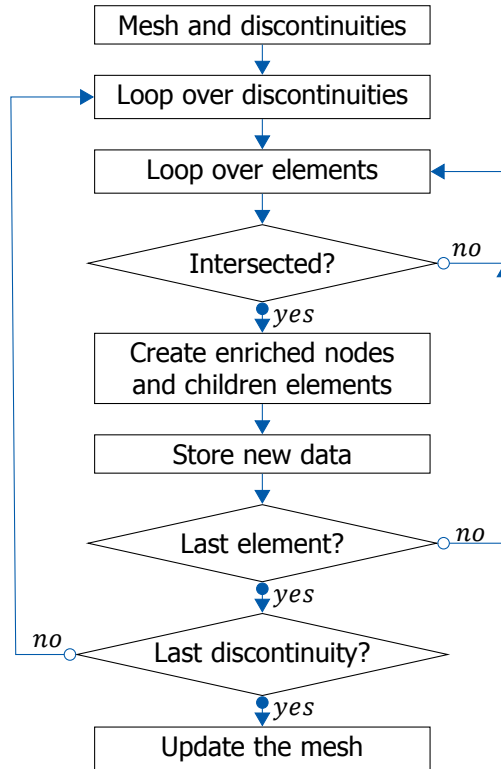 Mesh and discontinuities
Loop over discontinuities
Loop over elements
Intersected?
no
yes
Create enriched nodes
and children elements
Store new data
Last element?
no
yes
Last discontinuity?
no
yes
Update the mesh